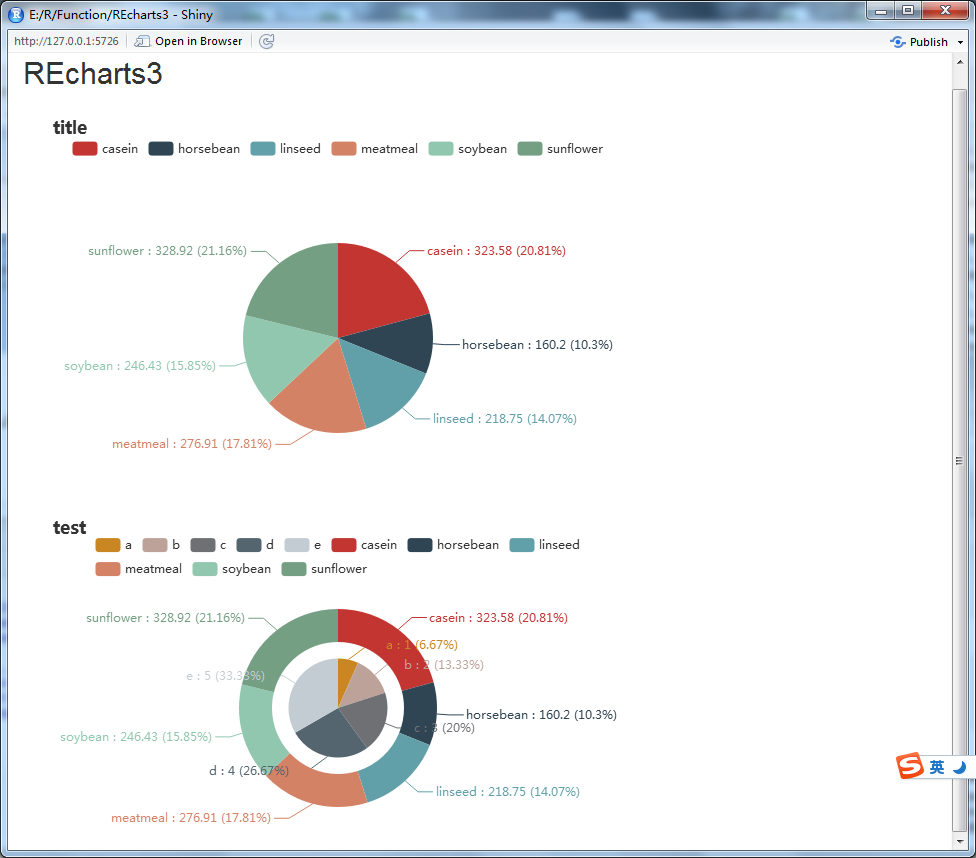 E:/R/Function/REcharts3 - Shiny
http://127.0.0.1:5726 Open in Browser Publish
REcharts3
title
casein horsebean linseed meatmeal soybean sunflower
sunflower : 328.92 (21.16%) casein : 323.58 (20.81%)
horsebean : 160.2 (10.3%)
soybean : 246.43 (15.85%)
linseed : 218.75 (14.07%)
meatmeal : 276.91 (17.81%)
test
a b c d e casein horsebean linseed
meatmeal soybean sunflower
sunflower : 328.92 (21.16%) casein : 323.58 (20.81%)
a : 1 (6.67%)
b : 2 (13.33%)
e : 5 (33.33%)
horsebean : 160.2 (10.3%)
c : 3 (20%)
soybean : 246.43 (15.85%)
d : 4 (26.67%)
linseed : 218.75 (14.07%)
meatmeal : 276.91 (17.81%)
S 英